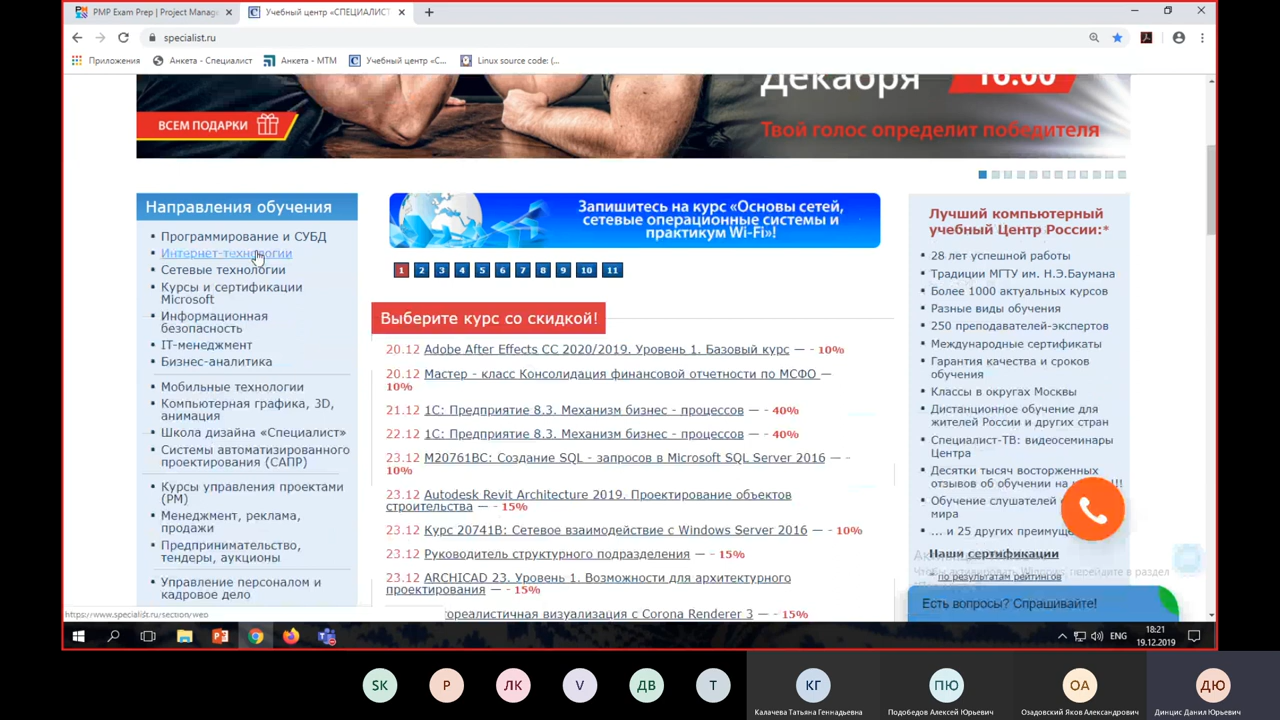 PMP Exam Prep | Project Manag
Учебный центр «СПЕЦИАЛИСТ
specialist.ru
Приложения
Анкета - Специалист
Анкета - МТМ
Учебный центр «С...
Linux source code: (...
Декабря
16.00
ВСЕМ ПОДАРКИ
Твой голос определит победителя
Направления обучения
Программирование и СУБД
Интернет-технологии
Сетевые технологии
Курсы и сертификации
Microsoft
Информационная
безопасность
IT-менеджмент
Бизнес-аналитика
Мобильные технологии
Компьютерная графика, 3D,
анимация
Школа дизайна «Специалист»
Системы автоматизированного
проектирования (САПР)
Курсы управления проектами
(PM)
Менеджмент, реклама,
продажи
Предпринимательство,
тендеры, аукционы
Управление персоналом и
кадровое дело
https://www.specialist.ru/section/web
Запишитесь на курс «Основы сетей,
сетевые операционные системы и
практикум Wi-Fi»!
1 2 3 4 5 6 7 8 9 10 11
Выберите курс со скидкой!
20.12 Adobe After Effects CC 2020/2019. Уровень 1. Базовый курс — - 10%
20.12 Мастер - класс Консолидация финансовой отчетности по МСФО — -
10%
21.12 1С: Предприятие 8.3. Механизм бизнес - процессов — - 40%
22.12 1С: Предприятие 8.3. Механизм бизнес - процессов — - 40%
23.12 M20761BC: Создание SQL - запросов в Microsoft SQL Server 2016 — -
10%
23.12 Autodesk Revit Architecture 2019. Проектирование объектов
строительства — - 15%
23.12 Курс 20741B: Сетевое взаимодействие с Windows Server 2016 — - 10%
23.12 Руководитель структурного подразделения — - 15%
23.12 ARCHICAD 23. Уровень 1. Возможности для архитектурного
проектирования — - 15%
тореалистичная визуализация с Corona Renderer 3 — - 15%
Лучший компьютерный
учебный Центр России:*
28 лет успешной работы
Традиции МГТУ им. Н.Э.Баумана
Более 1000 актуальных курсов
Разные виды обучения
250 преподавателей-экспертов
Международные сертификаты
Гарантия качества и сроков
обучения
Классы в округах Москвы
Дистанционное обучение для
жителей России и других стран
Специалист-ТВ: видеосеминары
Центра
Десятки тысяч восторженных
отзывов об обучении на !!!
Обучение слушателей
мира
... и 25 других преимущ
Наши сертификации
* по результатам рейтингов
Чтобы активировать Windows, перейдите в раздел
Есть вопросы? Спрашивайте!
ENG
18:21
19.12.2019
SK
Р
ЛК
V
ДВ
Т
КГ
Калачева Татьяна Геннадьевна
ПЮ
Подобедов Алексей Юрьевич
ОА
Озадовский Яков Александрович
ДЮ
Динцис Данил Юрьевич